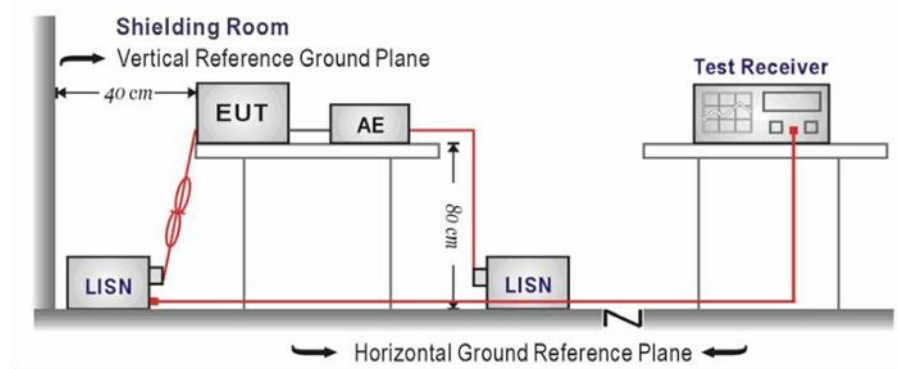 Shielding Room
Vertical Reference Ground Plane
40 cm
EUT
AE
Test Receiver
80 cm
LISN
LISN
Horizontal Ground Reference Plane